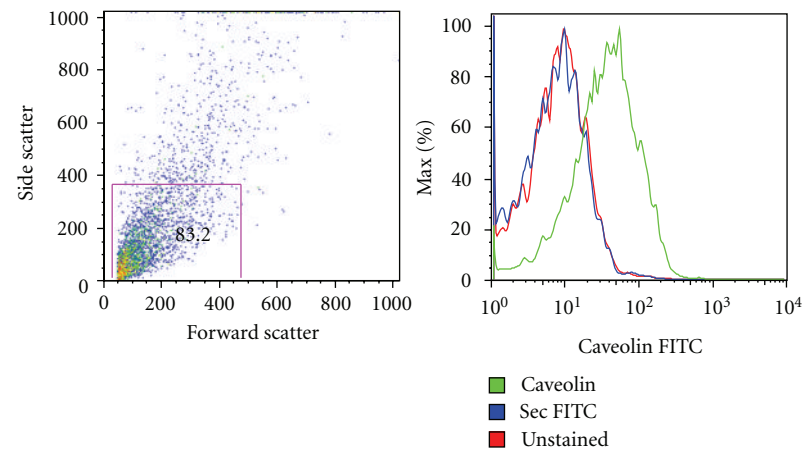 1000
800
600
400
200
0
Side scatter
83.2
0 200 400 600 800 1000
Forward scatter
100
80
60
40
20
0
Max (%)
10^0 10^1 10^2 10^3 10^4
Caveolin FITC
Caveolin
Sec FITC
Unstained